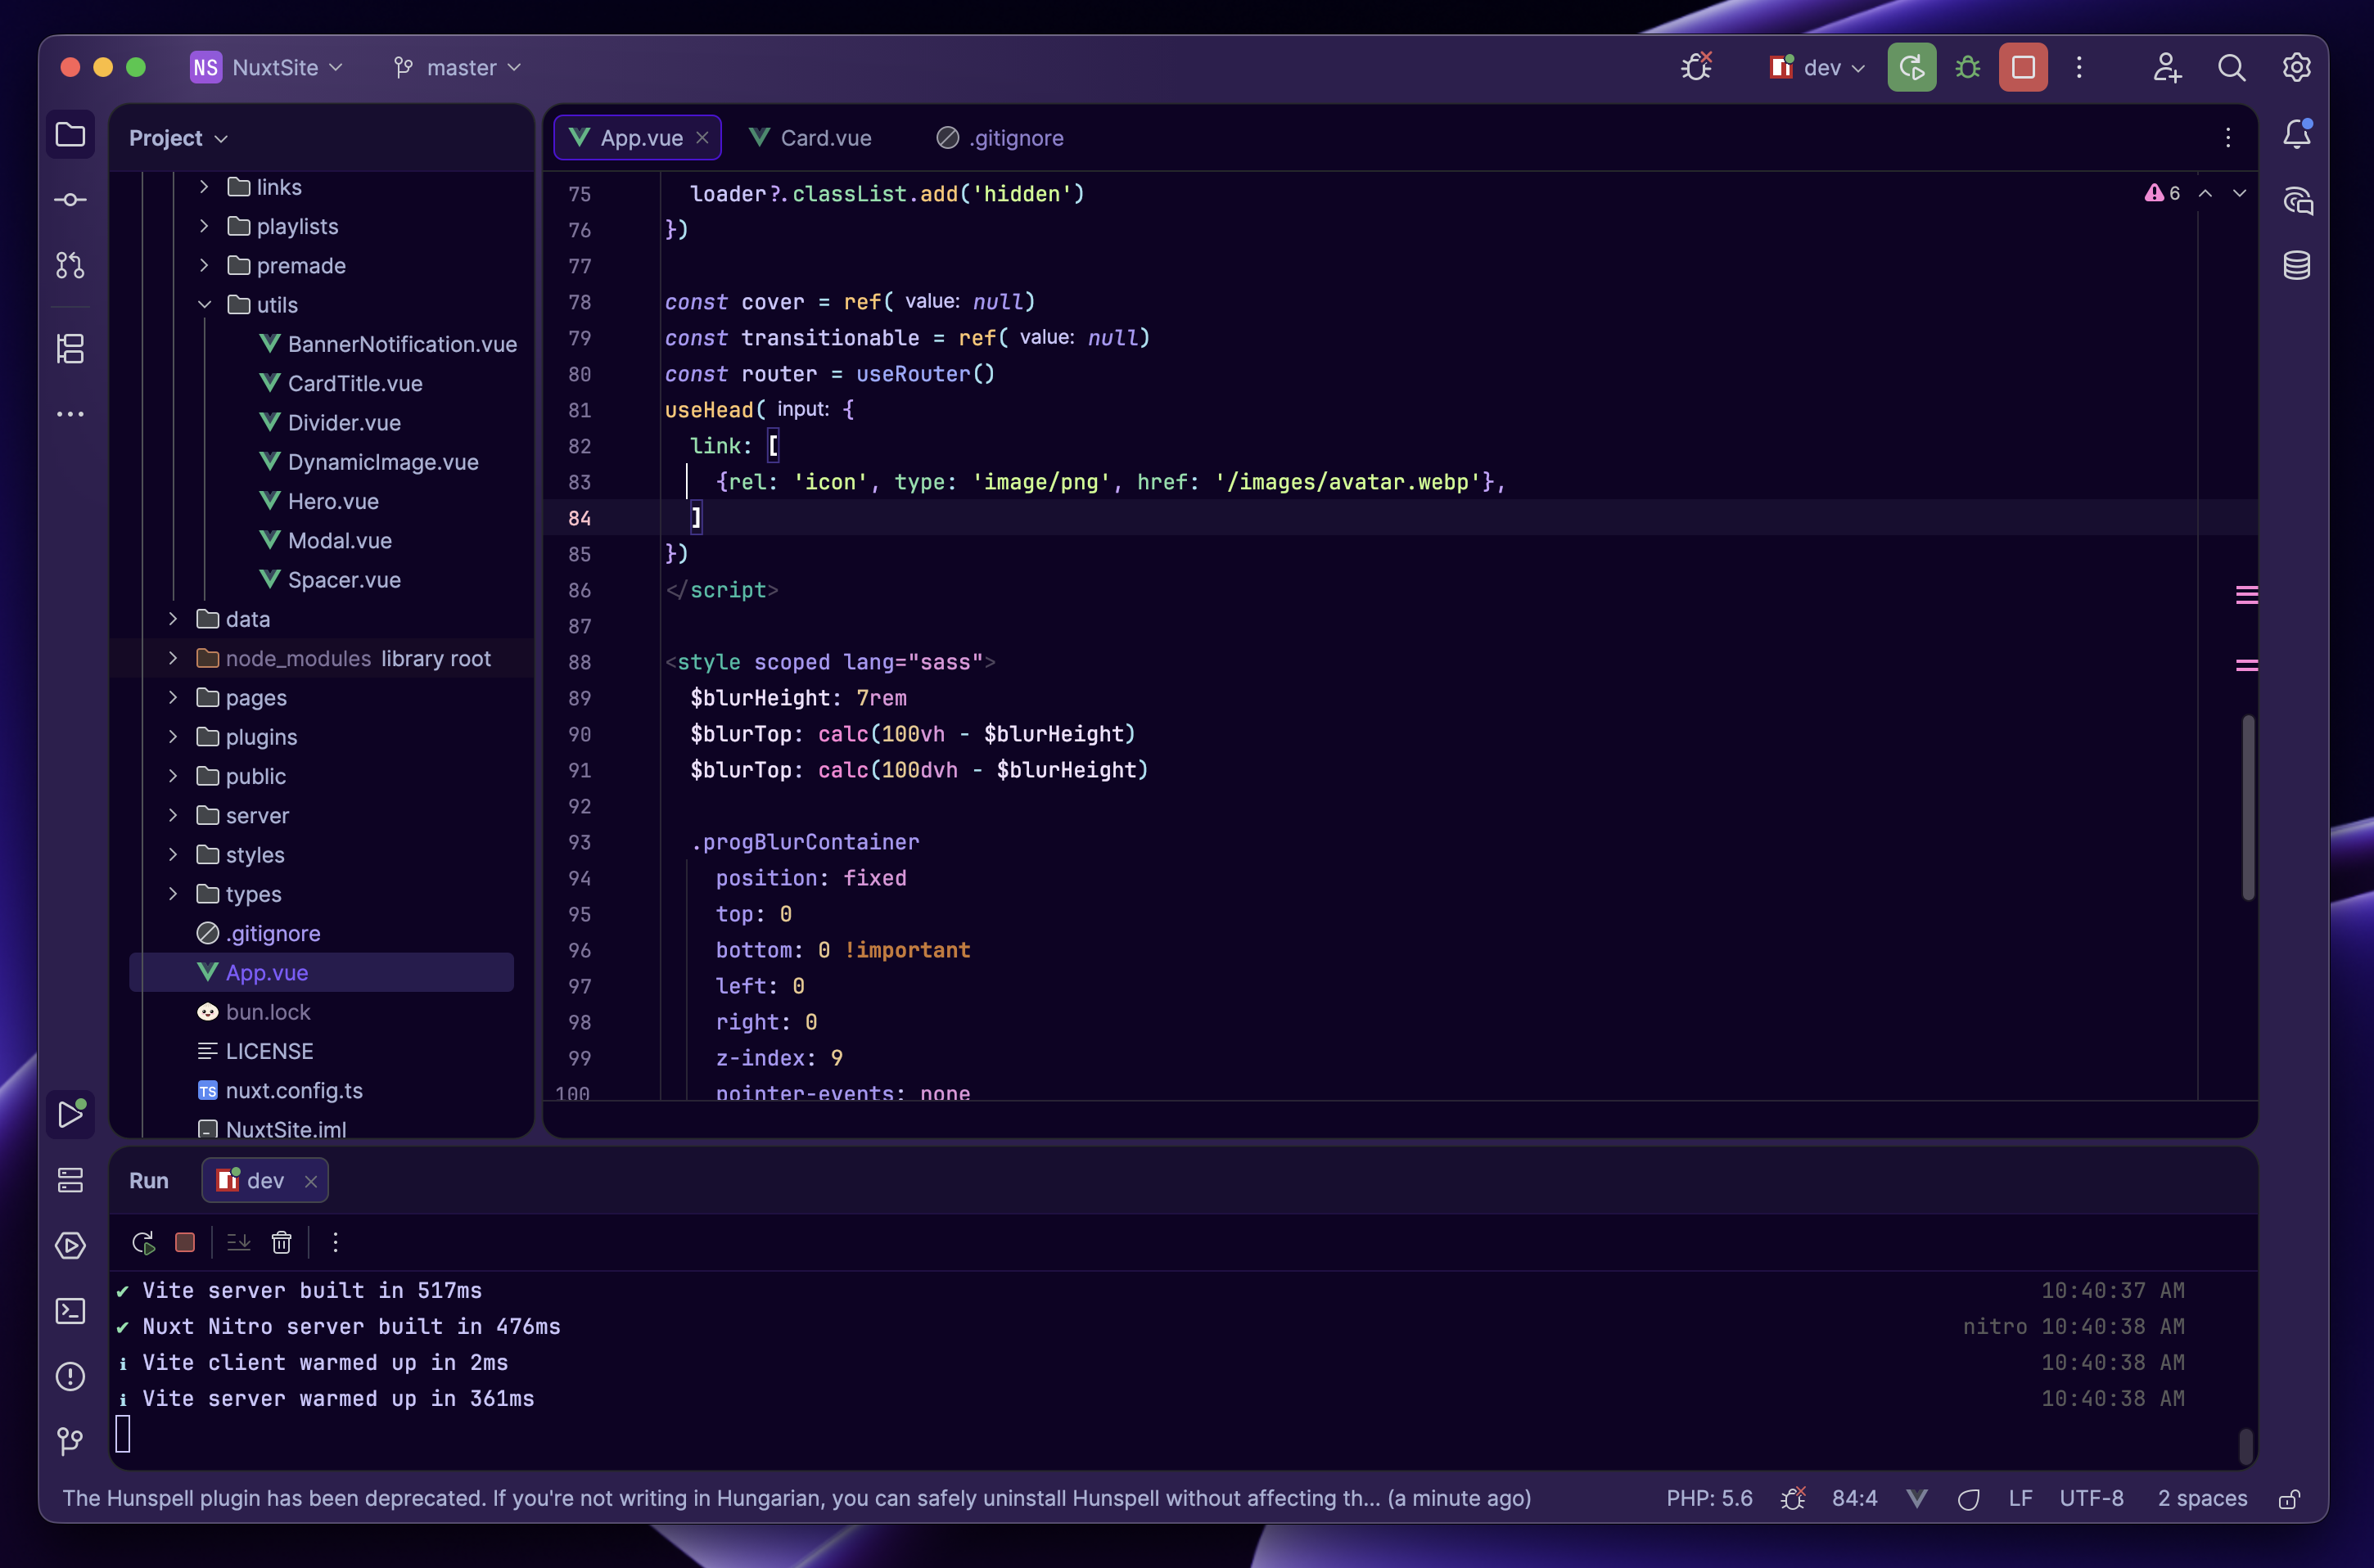 NS NuxtSite master dev
Project
links
playlists
premade
utils
BannerNotification.vue
CardTitle.vue
Divider.vue
DynamicImage.vue
Hero.vue
Modal.vue
Spacer.vue
data
node_modules library root
pages
plugins
public
server
styles
types
.gitignore
App.vue
bun.lock
LICENSE
TS nuxt.config.ts
NuxtSite.iml
App.vue Card.vue .gitignore
6
75 loader?.classList.add('hidden')
76 })
77
78 const cover = ref( value: null)
79 const transitionable = ref( value: null)
80 const router = useRouter()
81 useHead( input: {
82 link: [
83 {rel: 'icon', type: 'image/png', href: '/images/avatar.webp'},
84 ]
85 })
86 </script>
87
88 <style scoped lang="sass">
89 $blurHeight: 7rem
90 $blurTop: calc(100vh - $blurHeight)
91 $blurTop: calc(100dvh - $blurHeight)
92
93 .progBlurContainer
94 position: fixed
95 top: 0
96 bottom: 0 !important
97 left: 0
98 right: 0
99 z-index: 9
100 pointer-events: none
Run dev
✔ Vite server built in 517ms 10:40:37 AM
✔ Nuxt Nitro server built in 476ms nitro 10:40:38 AM
ℹ Vite client warmed up in 2ms 10:40:38 AM
ℹ Vite server warmed up in 361ms 10:40:38 AM
The Hunspell plugin has been deprecated. If you're not writing in Hungarian, you can safely uninstall Hunspell without affecting th... (a minute ago) PHP: 5.6 84:4 LF UTF-8 2 spaces